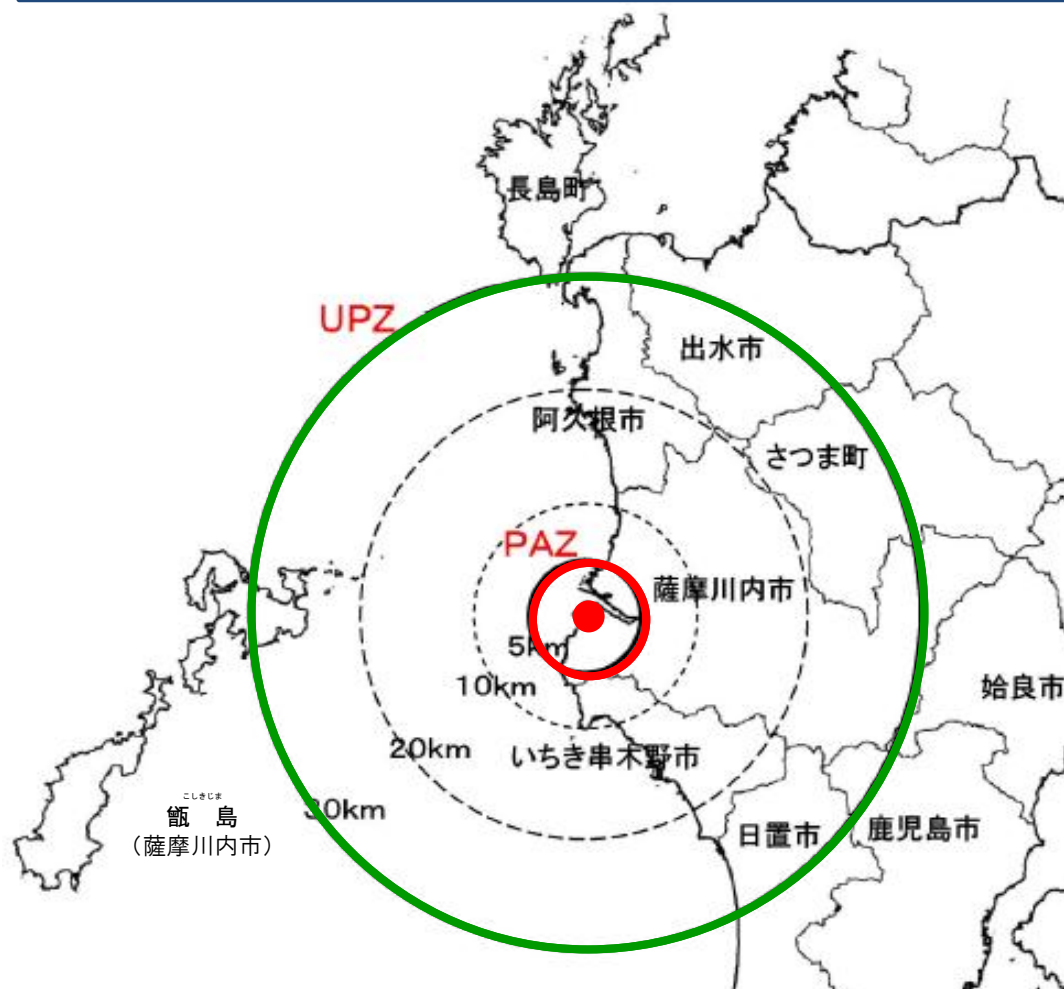 長島町
UPZ
出水市
阿久根市
さつま町
PAZ
薩摩川内市
5km
10km
姶良市
20km
いちき串木野市
こしきじま
甑島
（薩摩川内市）
30km
日置市
鹿児島市